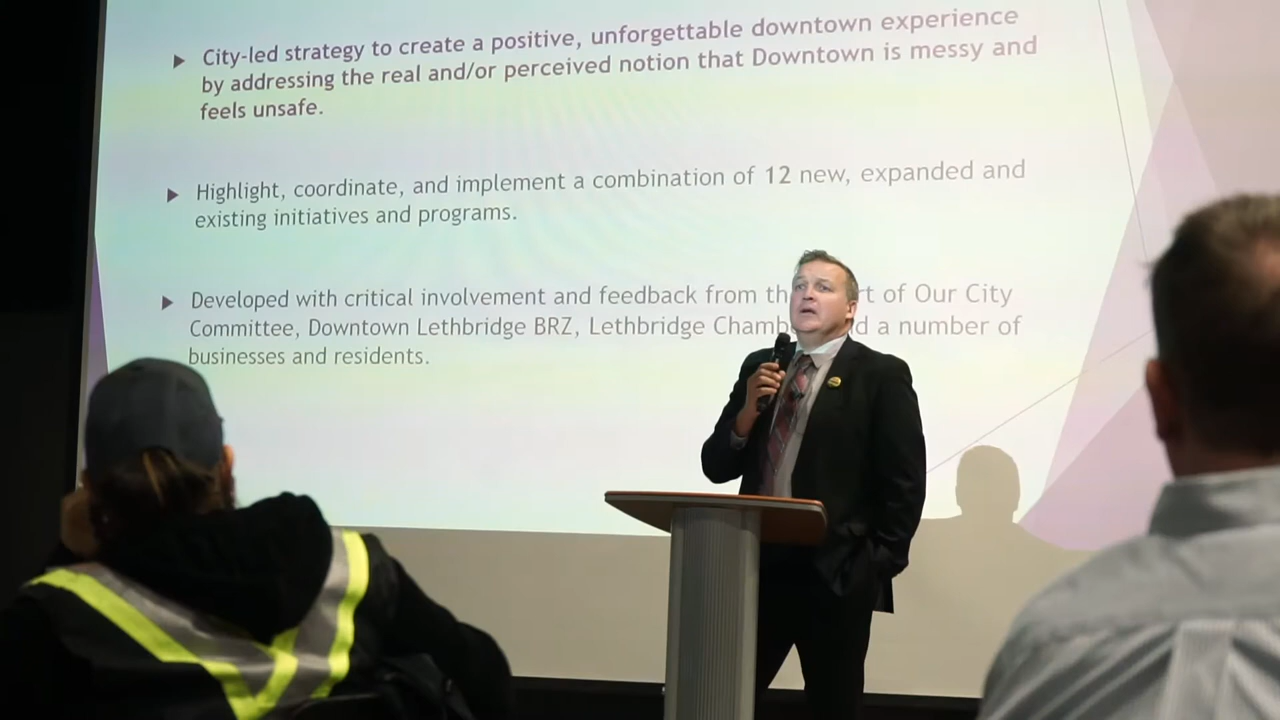 City-led strategy to create a positive, unforgettable downtown experience
by addressing the real and/or perceived notion that Downtown is messy and
feels unsafe.
Highlight, coordinate, and implement a combination of 12 new, expanded and
existing initiatives and programs.
Developed with critical involvement and feedback from of Our City
Committee, Downtown Lethbridge BRZ, Lethbridge a number of
businesses and residents.